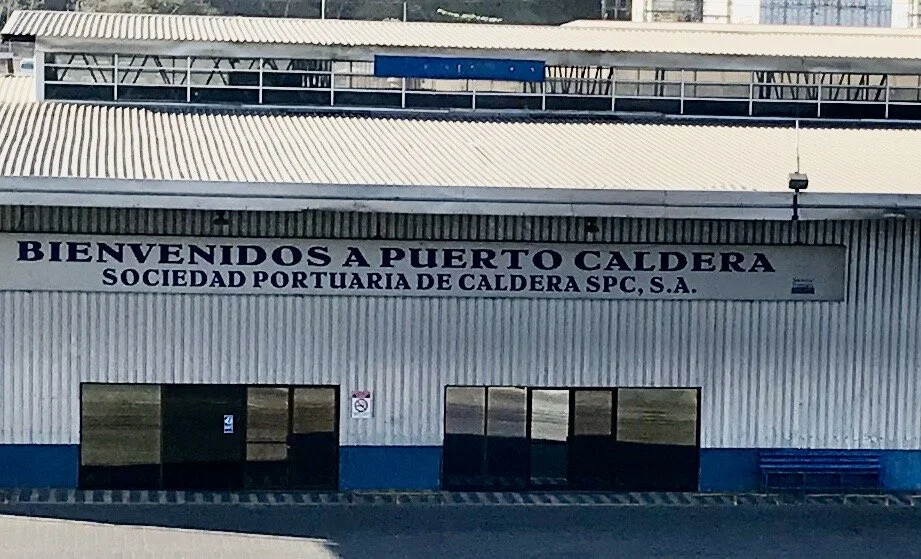 BIENVENIDOS A PUERTO CALDERA
SOCIEDAD PORTUARIA DE CALDERA SPC, S.A.